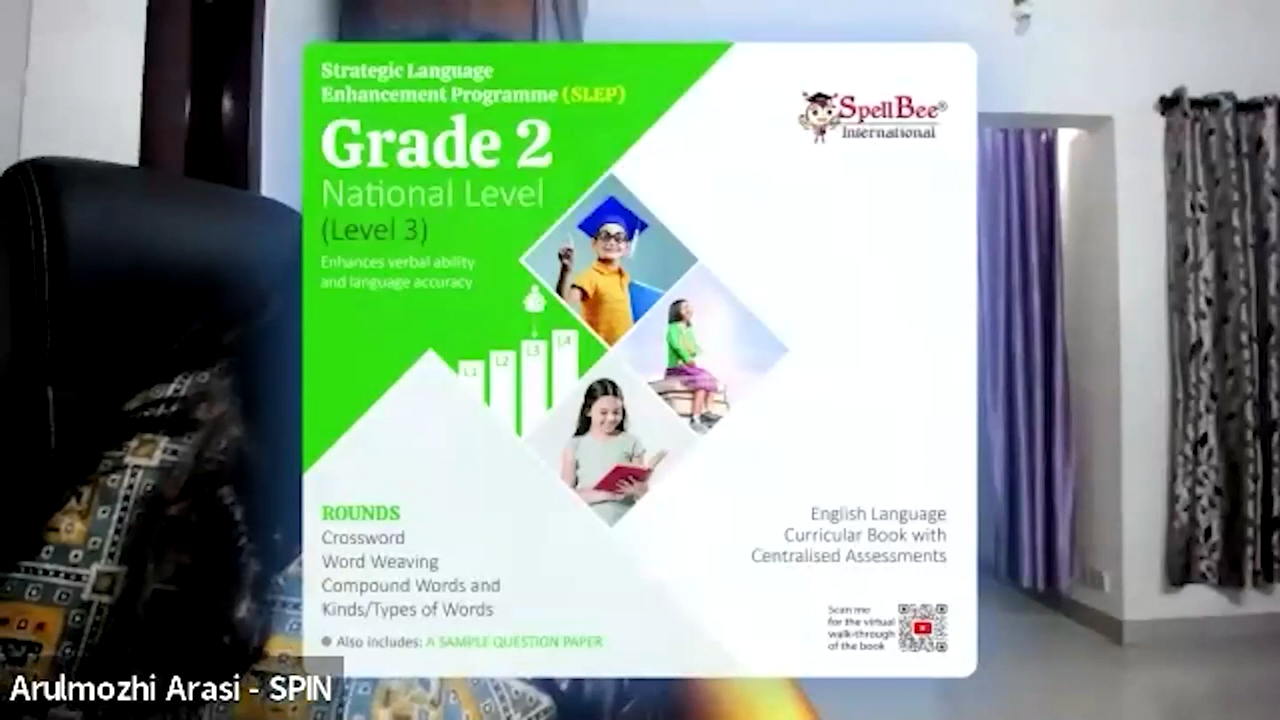 Strategic Language
Enhancement Programme (SLEP)
Grade 2
National Level
(Level 3)
Enhances verbal ability
and language accuracy
SpellBee®
International
L1
L2
L3
L4
ROUNDS
Crossword
Word Weaving
Compound Words and
Kinds/Types of Words
Also includes: A SAMPLE QUESTION PAPER
English Language
Curricular Book with
Centralised Assessments
Scan me
for the virtual
walk-through
of the book
Arulmozhi Arasi - SPIN